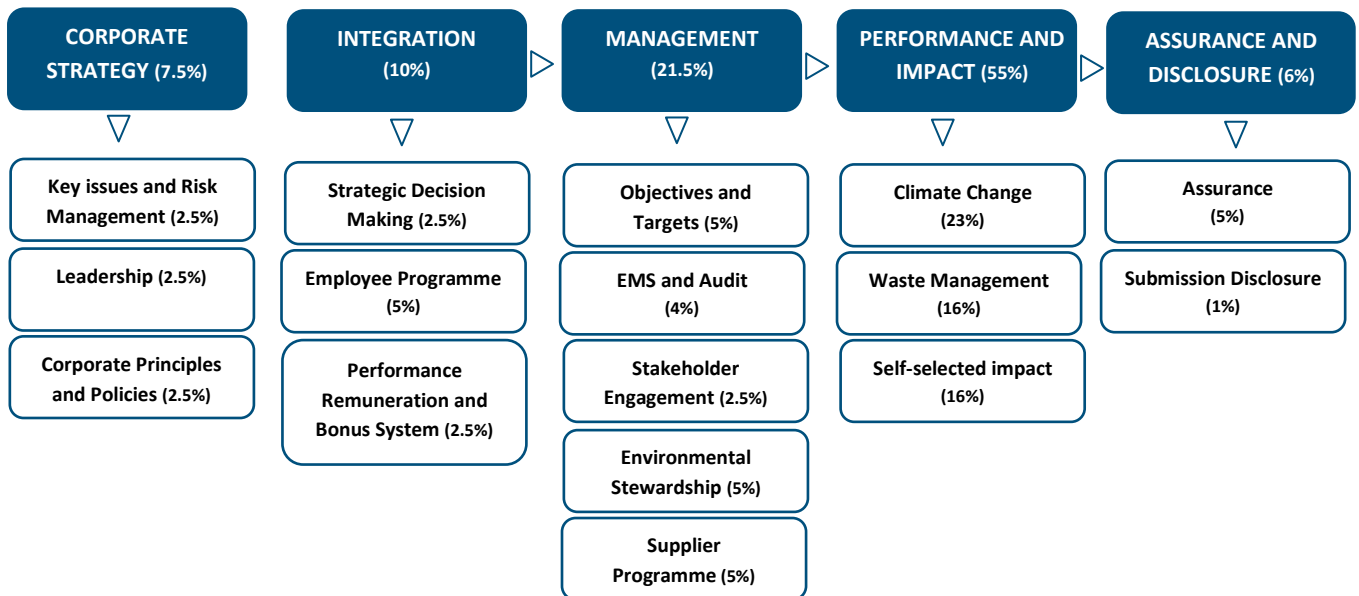 CORPORATE
STRATEGY (7.5%)
Key issues and Risk
Management (2.5%)
Leadership (2.5%)
Corporate Principles
and Policies (2.5%)
INTEGRATION
(10%)
Strategic Decision
Making (2.5%)
Employee Programme
(5%)
Performance
Remuneration and
Bonus System (2.5%)
MANAGEMENT
(21.5%)
Objectives and
Targets (5%)
EMS and Audit
(4%)
Stakeholder
Engagement (2.5%)
Environmental
Stewardship (5%)
Supplier
Programme (5%)
PERFORMANCE AND
IMPACT (55%)
Climate Change
(23%)
Waste Management
(16%)
Self-selected impact
(16%)
ASSURANCE AND
DISCLOSURE (6%)
Assurance
(5%)
Submission Disclosure
(1%)